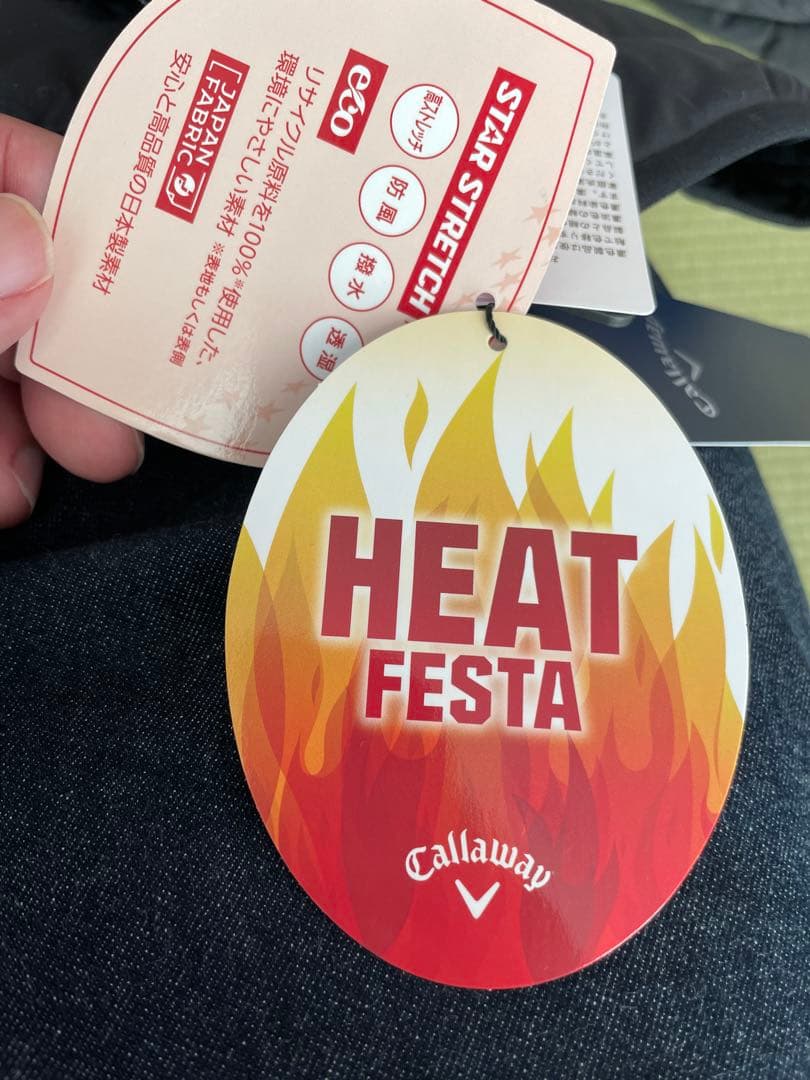 STAR STRETCH
高ストレッチ
防風
撥水
透湿
eco
リサイクル原料を100%※使用した、
環境にやさしい素材 ※表地もしくは表側
JAPAN
FABRIC
安心と高品質の日本製素材
Callaway
HEAT
FESTA
Callaway